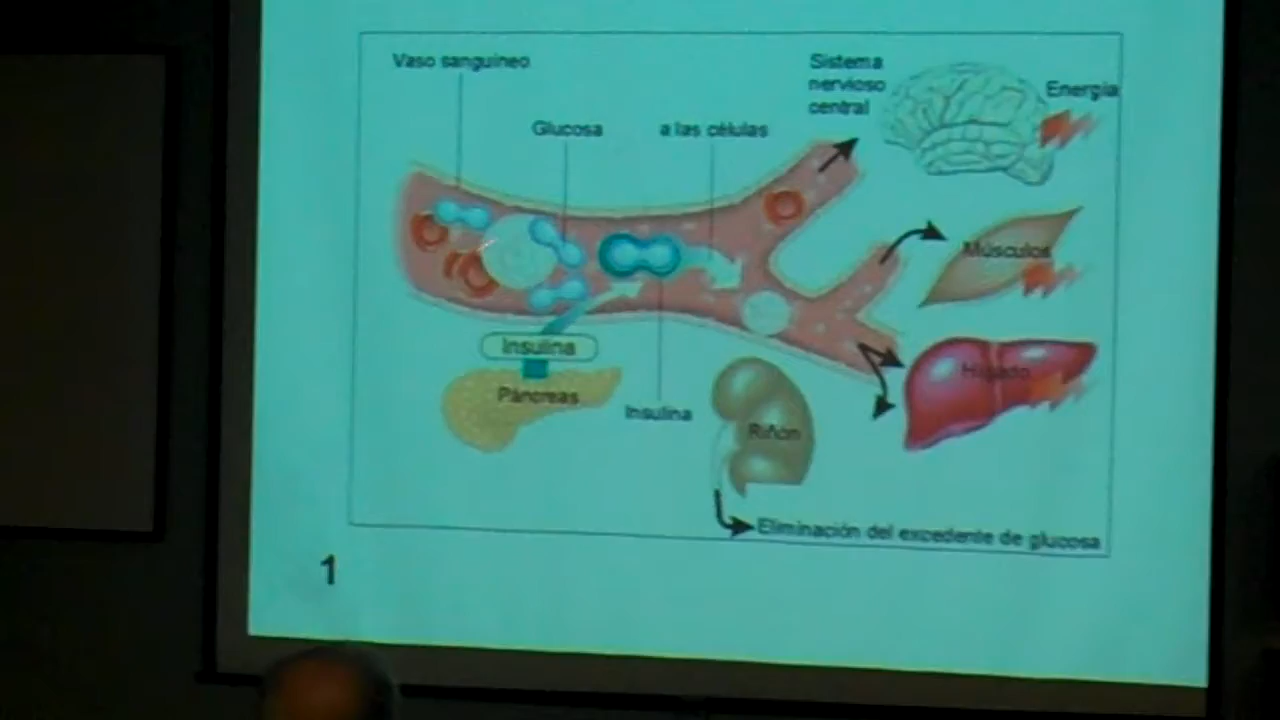 Vaso sanguíneo
Glucosa
a las células
Sistema
nervioso
central
Energía
Músculos
Insulina
Páncreas
Insulina
Hígado
Riñón
Eliminación del excedente de glucosa
1